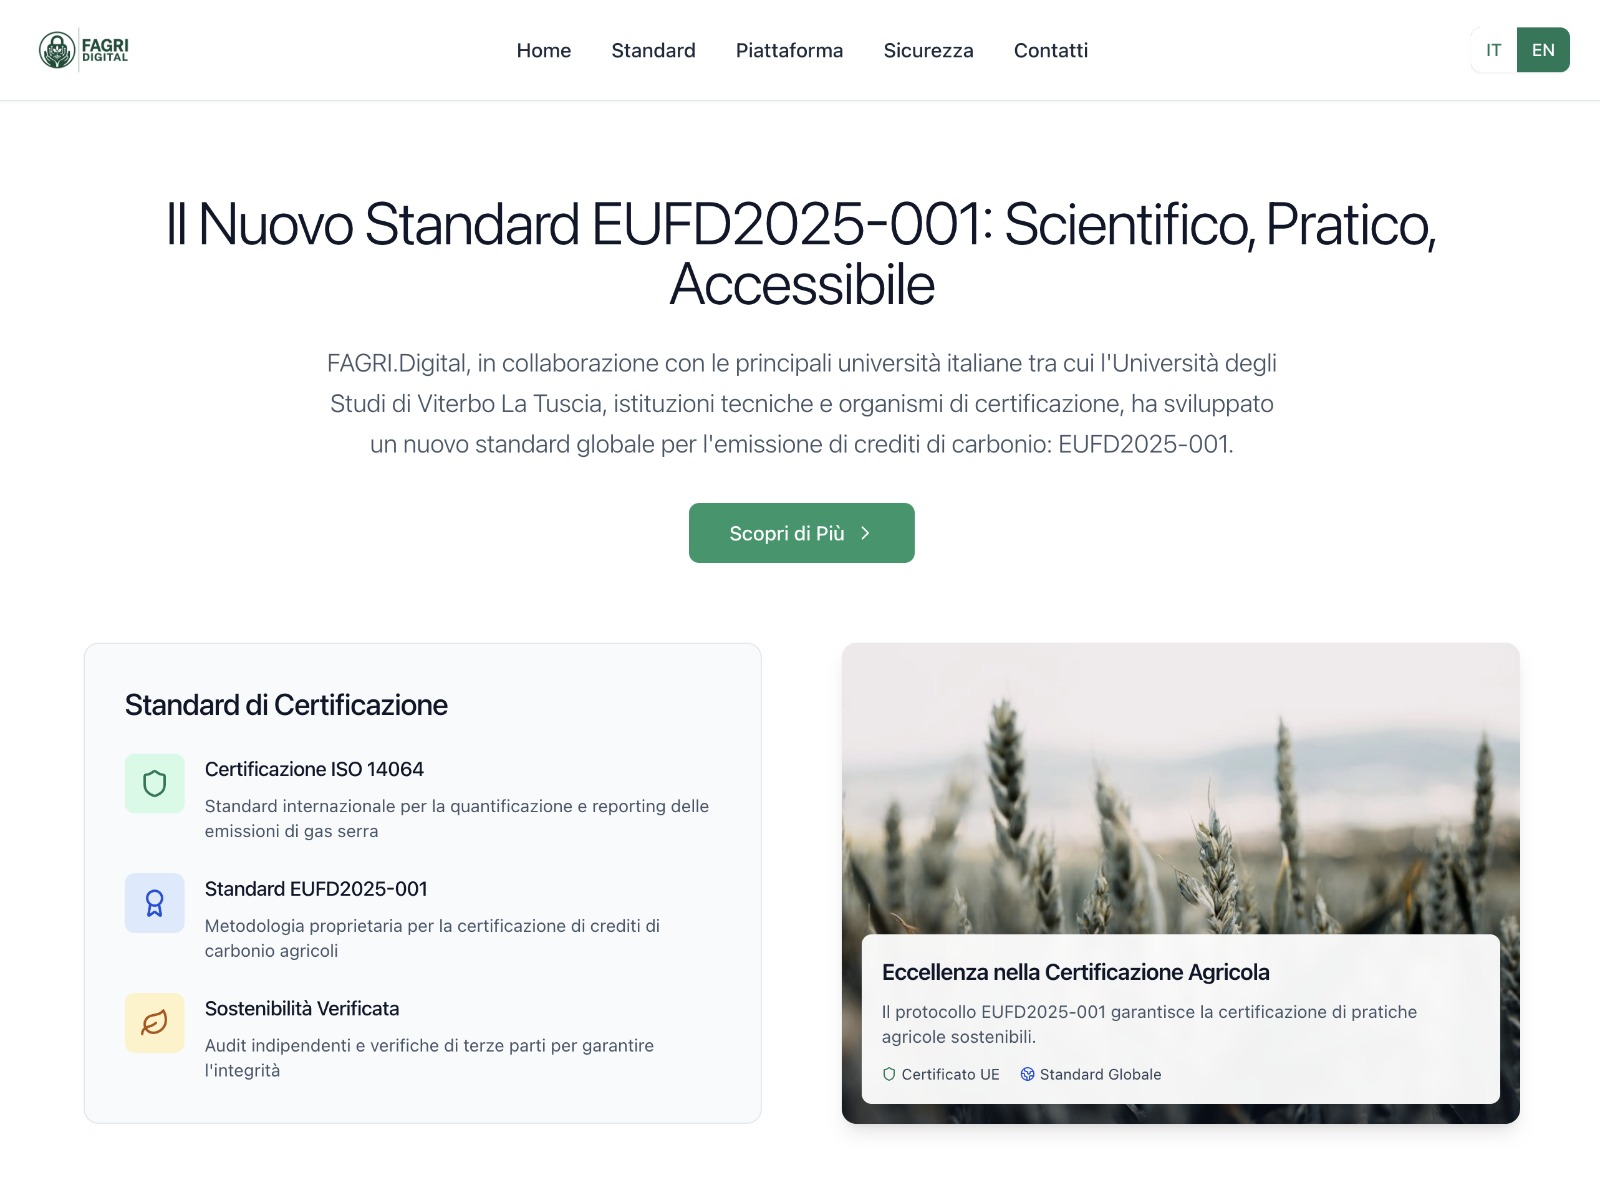 FAGRI
DIGITAL
Home
Standard
Piattaforma
Sicurezza
Contatti
IT
EN
Il Nuovo Standard EUFD2025-001: Scientifico, Pratico,
Accessibile
FAGRI.Digital, in collaborazione con le principali università italiane tra cui l'Università degli
Studi di Viterbo La Tuscia, istituzioni tecniche e organismi di certificazione, ha sviluppato
un nuovo standard globale per l'emissione di crediti di carbonio: EUFD2025-001.
Scopri di Più
Standard di Certificazione
Certificazione ISO 14064
Standard internazionale per la quantificazione e reporting delle
emissioni di gas serra
Standard EUFD2025-001
Metodologia proprietaria per la certificazione di crediti di
carbonio agricoli
Sostenibilità Verificata
Audit indipendenti e verifiche di terze parti per garantire
l'integrità
Eccellenza nella Certificazione Agricola
Il protocollo EUFD2025-001 garantisce la certificazione di pratiche
agricole sostenibili.
Certificato UE
Standard Globale